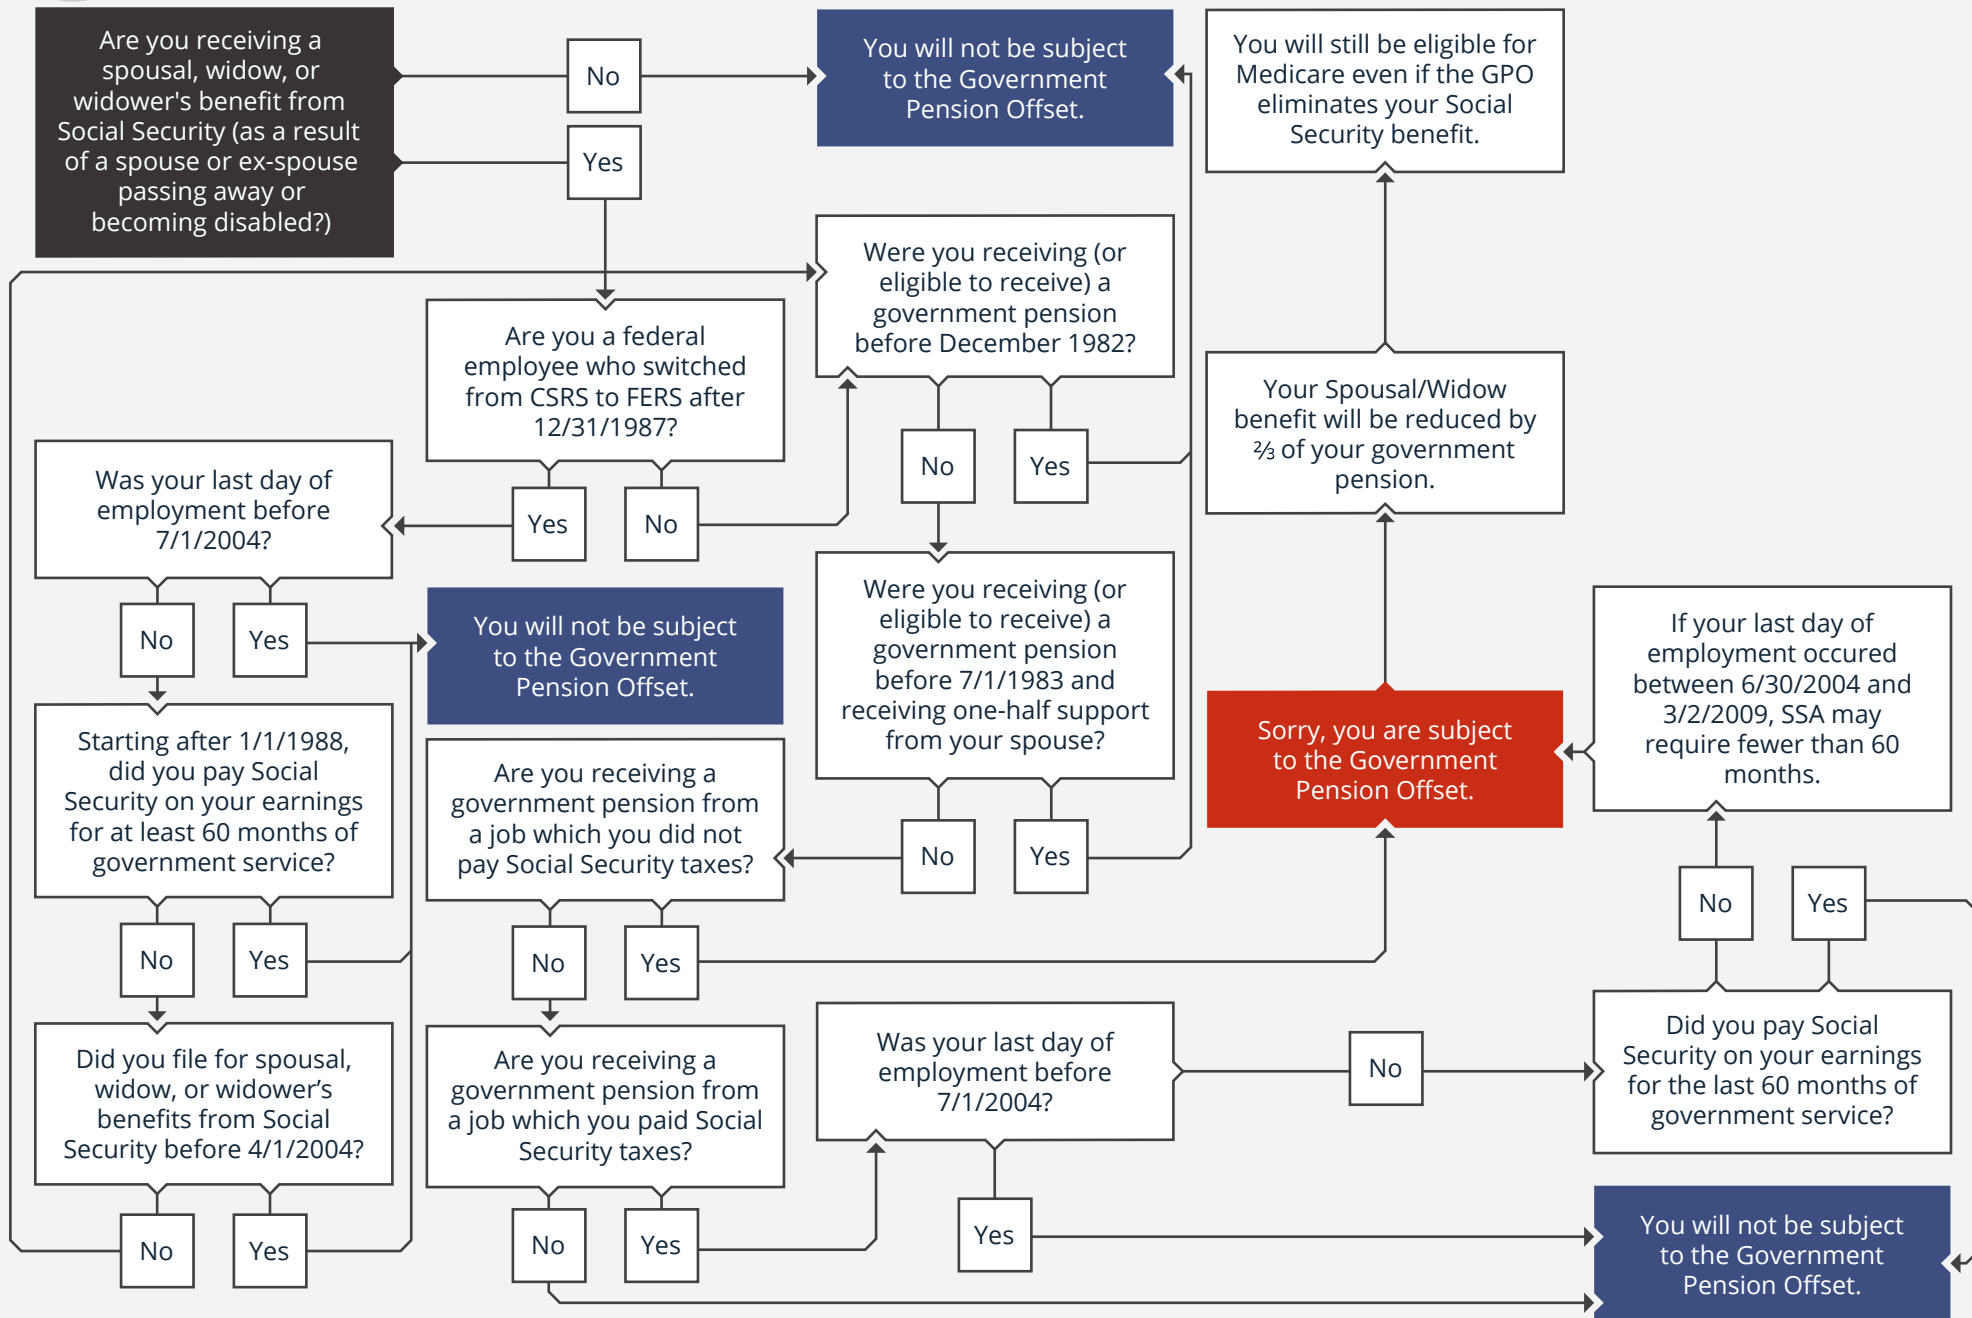 Are you receiving a
spousal, widow, or
widower's benefit from
Social Security (as a result
of a spouse or ex-spouse
passing away or
becoming disabled?)
No
Yes
You will not be subject
to the Government
Pension Offset.
You will still be eligible for
Medicare even if the GPO
eliminates your Social
Security benefit.
Were you receiving (or
eligible to receive) a
government pension
before December 1982?
No
Yes
Are you a federal
employee who switched
from CSRS to FERS after
12/31/1987?
Yes
No
Your Spousal/Widow
benefit will be reduced by
⅔ of your government
pension.
Was your last day of
employment before
7/1/2004?
No
Yes
You will not be subject
to the Government
Pension Offset.
Were you receiving (or
eligible to receive) a
government pension
before 7/1/1983 and
receiving one-half support
from your spouse?
No
Yes
Sorry, you are subject
to the Government
Pension Offset.
If your last day of
employment occured
between 6/30/2004 and
3/2/2009, SSA may
require fewer than 60
months.
No
Yes
Starting after 1/1/1988,
did you pay Social
Security on your earnings
for at least 60 months of
government service?
No
Yes
Are you receiving a
government pension from
a job which you did not
pay Social Security taxes?
No
Yes
Did you file for spousal,
widow, or widower’s
benefits from Social
Security before 4/1/2004?
No
Yes
Are you receiving a
government pension from
a job which you paid Social
Security taxes?
No
Yes
Was your last day of
employment before
7/1/2004?
No
Yes
Did you pay Social
Security on your earnings
for the last 60 months of
government service?
You will not be subject
to the Government
Pension Offset.